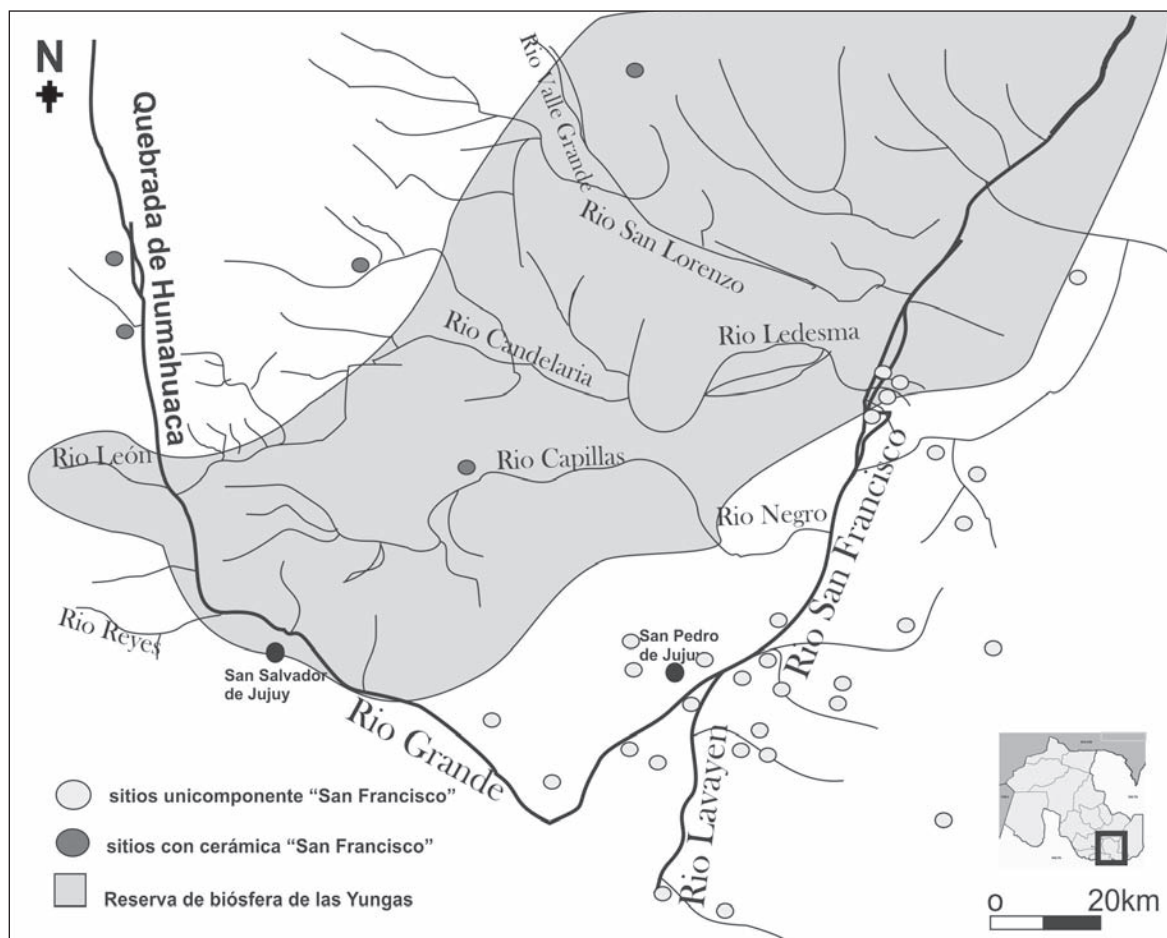 N
Quebrada de Humahuaca
Rio Valle Grande
Rio San Lorenzo
Rio Candelaria
Rio Ledesma
Rio León
Rio Capillas
Rio Negro
Rio San Francisco
Rio Reyes
San Salvador
de Jujuy
San Pedro
de Jujuy
Rio Grande
Rio Lavayen
sitios unicomponente “San Francisco”
sitios con cerámica “San Francisco”
Reserva de biósfera de las Yungas
o 20km